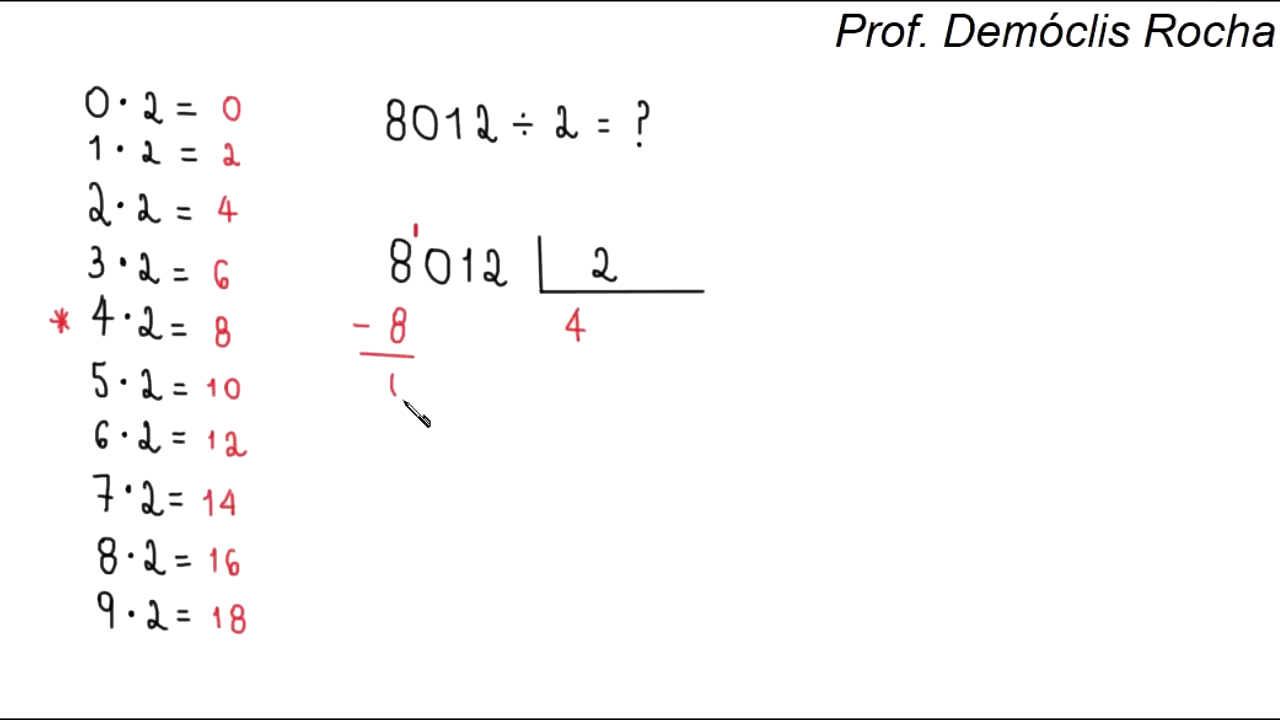 Prof. Demóclis Rocha
0 · 2 = 0
1 · 2 = 2
2 · 2 = 4
3 · 2 = 6
* 4 · 2 = 8
5 · 2 = 10
6 · 2 = 12
7 · 2 = 14
8 · 2 = 16
9 · 2 = 18
8012 ÷ 2 = ?
8'012 2
- 8 4